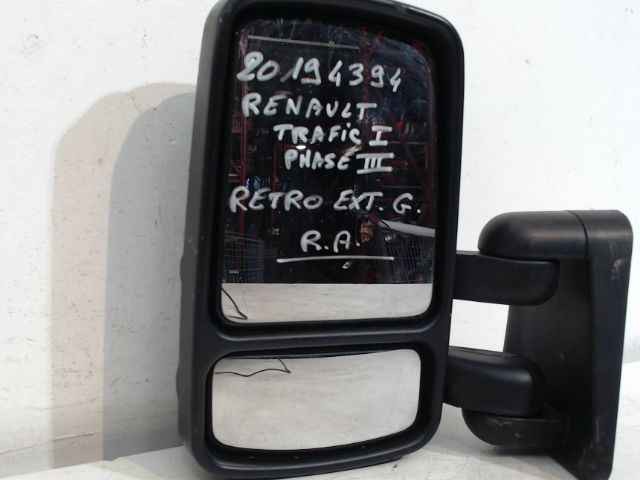 20194394
RENAULT
TRAFIC I
PHASE III
RETRO EXT. G.
R.A.